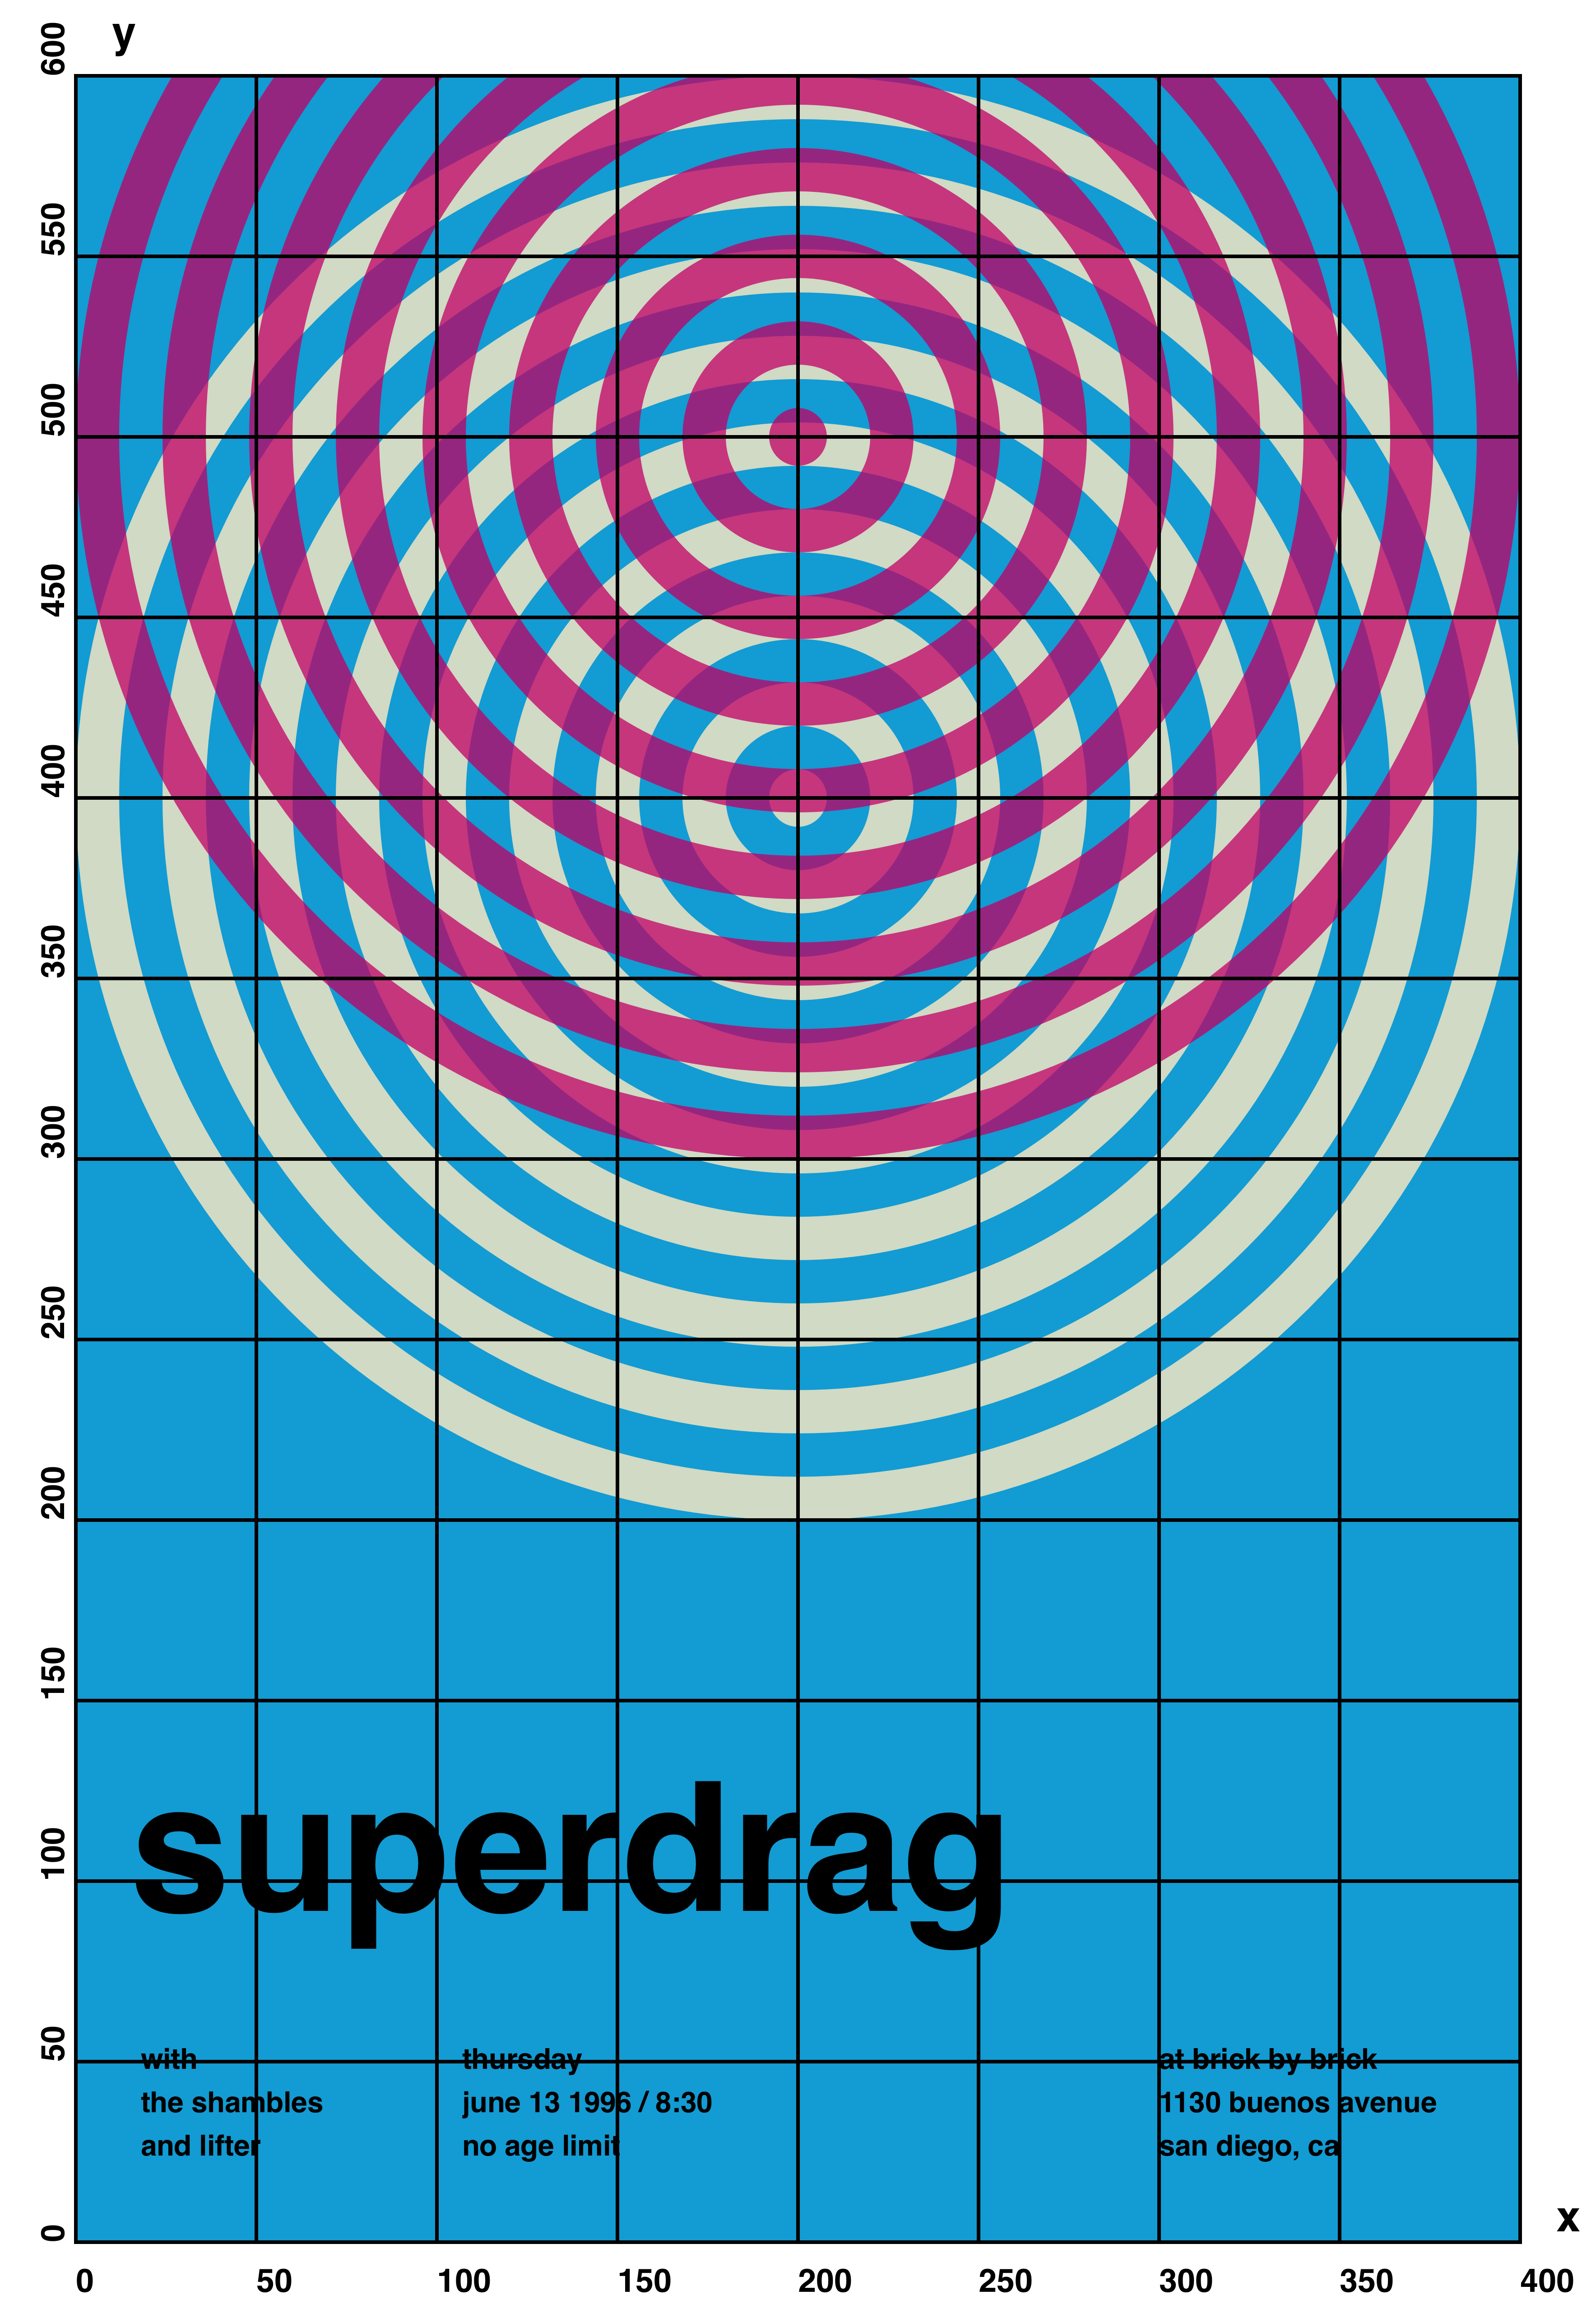 y
600
550
500
450
400
350
300
250
200
150
100
50
0
superdrag
with
the shambles
and lifter
thursday
june 13 1996 / 8:30
no age limit
at brick by brick
1130 buenos avenue
san diego, ca
x
0 50 100 150 200 250 300 350 400